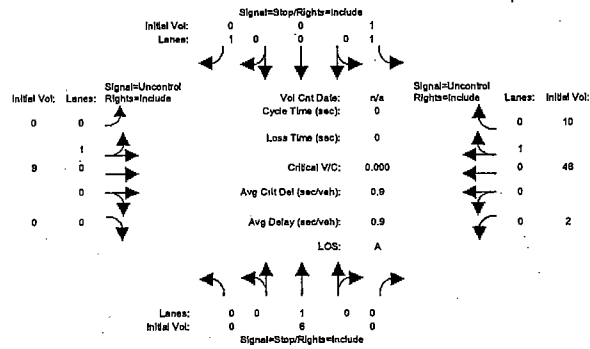 Signal=Stop/Rights=Include
Initial Vol: 0 0 1
Lanes: 1 0 0 0 1
Signal=Uncontrol
Initial Vol: Lanes: Rights=Include
Vol Cnt Date: n/a
Signal=Uncontrol
Rights=Include Lanes: Initial Vol:
Cycle Time (sec): 0
0 0
0 10
Loss Time (sec): 0
1
1
9 0
Critical V/C: 0.000
0 46
0
Avg Crit Del (sec/veh): 0.9
0
0 0
Avg Delay (sec/veh): 0.9
0 2
LOS: A
Lanes: 0 0 1 0 0
Initial Vol: 0 6 0
Signal=Stop/Rights=Include